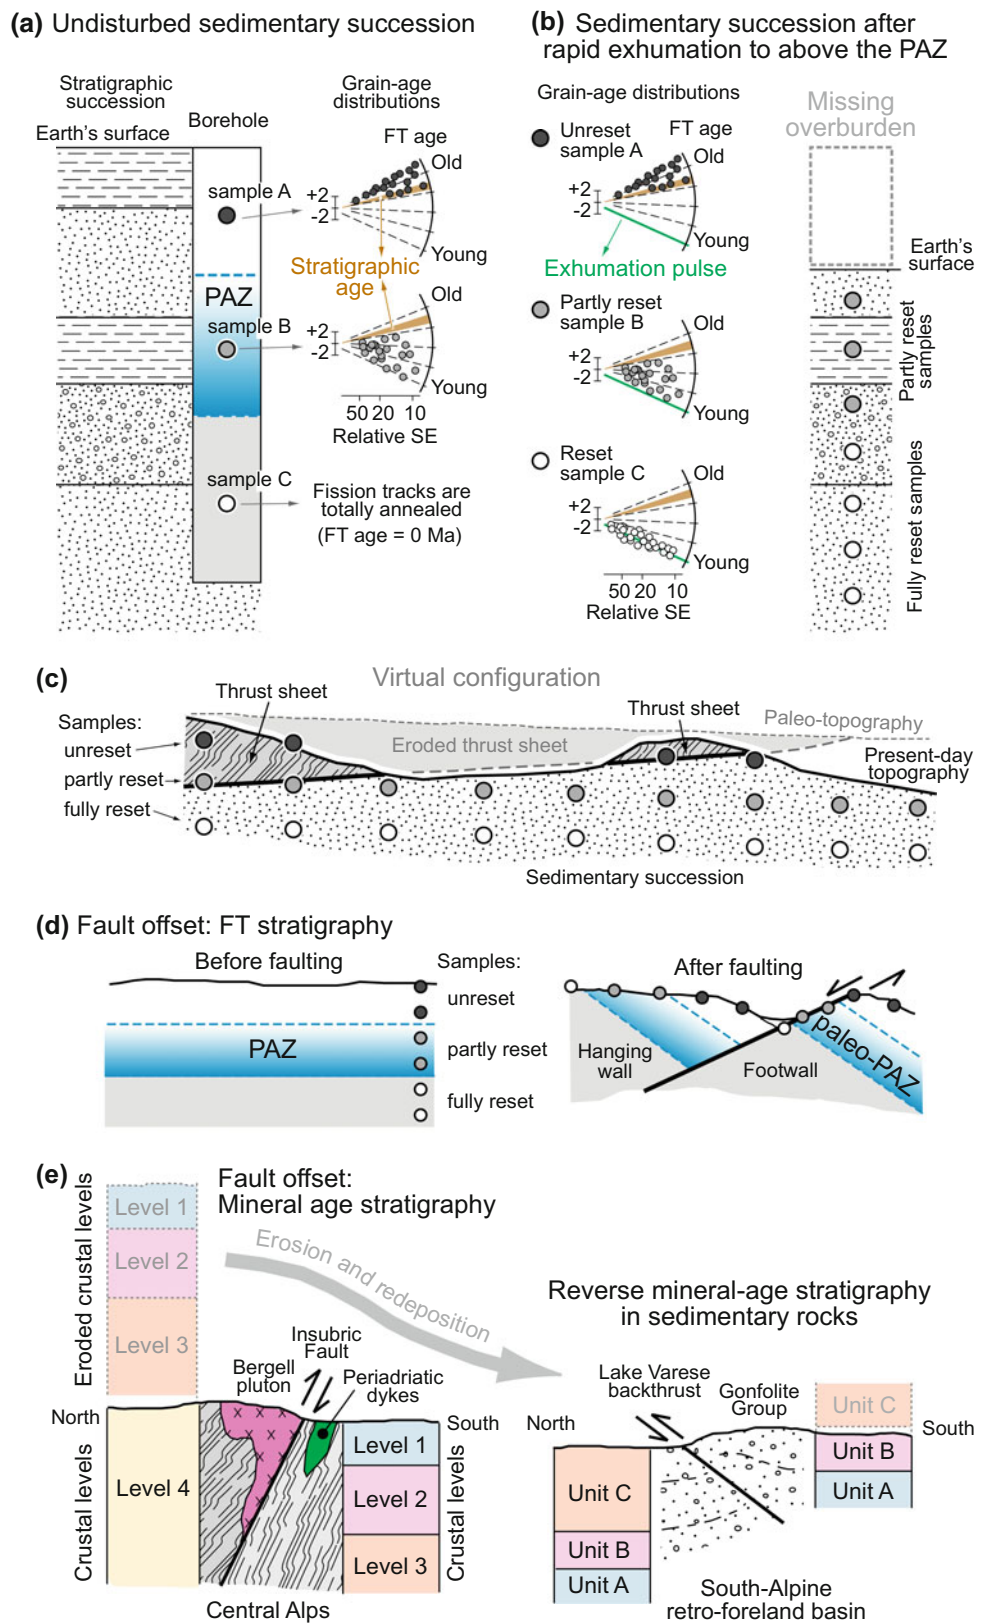 (a) Undisturbed sedimentary succession
Stratigraphic
succession
Earth's surface
Borehole
Grain-age
distributions
FT age
Old
+2
-2
Young
sample A
Stratigraphic
age
PAZ
sample B
Old
+2
-2
Young
50 20 10
Relative SE
sample C
Fission tracks are
totally annealed
(FT age = 0 Ma)
(b) Sedimentary succession after
rapid exhumation to above the PAZ
Grain-age distributions
Missing
overburden
Unreset
sample A
FT age
Old
+2
-2
Young
Exhumation pulse
Earth's
surface
Partly reset
sample B
Old
+2
-2
Young
Partly reset
samples
Reset
sample C
Old
+2
-2
Young
50 20 10
Relative SE
Fully reset samples
(c)
Virtual configuration
Samples:
unreset
partly reset
fully reset
Thrust sheet
Eroded thrust sheet
Thrust sheet
Paleo-topography
Present-day
topography
Sedimentary succession
(d) Fault offset: FT stratigraphy
Before faulting
Samples:
unreset
PAZ
partly reset
fully reset
After faulting
Hanging
wall
Footwall
paleo-PAZ
(e)
Fault offset:
Mineral age stratigraphy
Eroded crustal levels
Level 1
Level 2
Level 3
Erosion and redeposition
Insubric
Fault
Bergell
pluton
Periadriatic
dykes
North
South
Crustal levels
Level 4
Level 1
Level 2
Level 3
Crustal levels
Central Alps
Reverse mineral-age stratigraphy
in sedimentary rocks
Lake Varese
backthrust
Gonfolite
Group
North
South
Unit C
Unit B
Unit A
Unit C
Unit B
Unit A
South-Alpine
retro-foreland basin